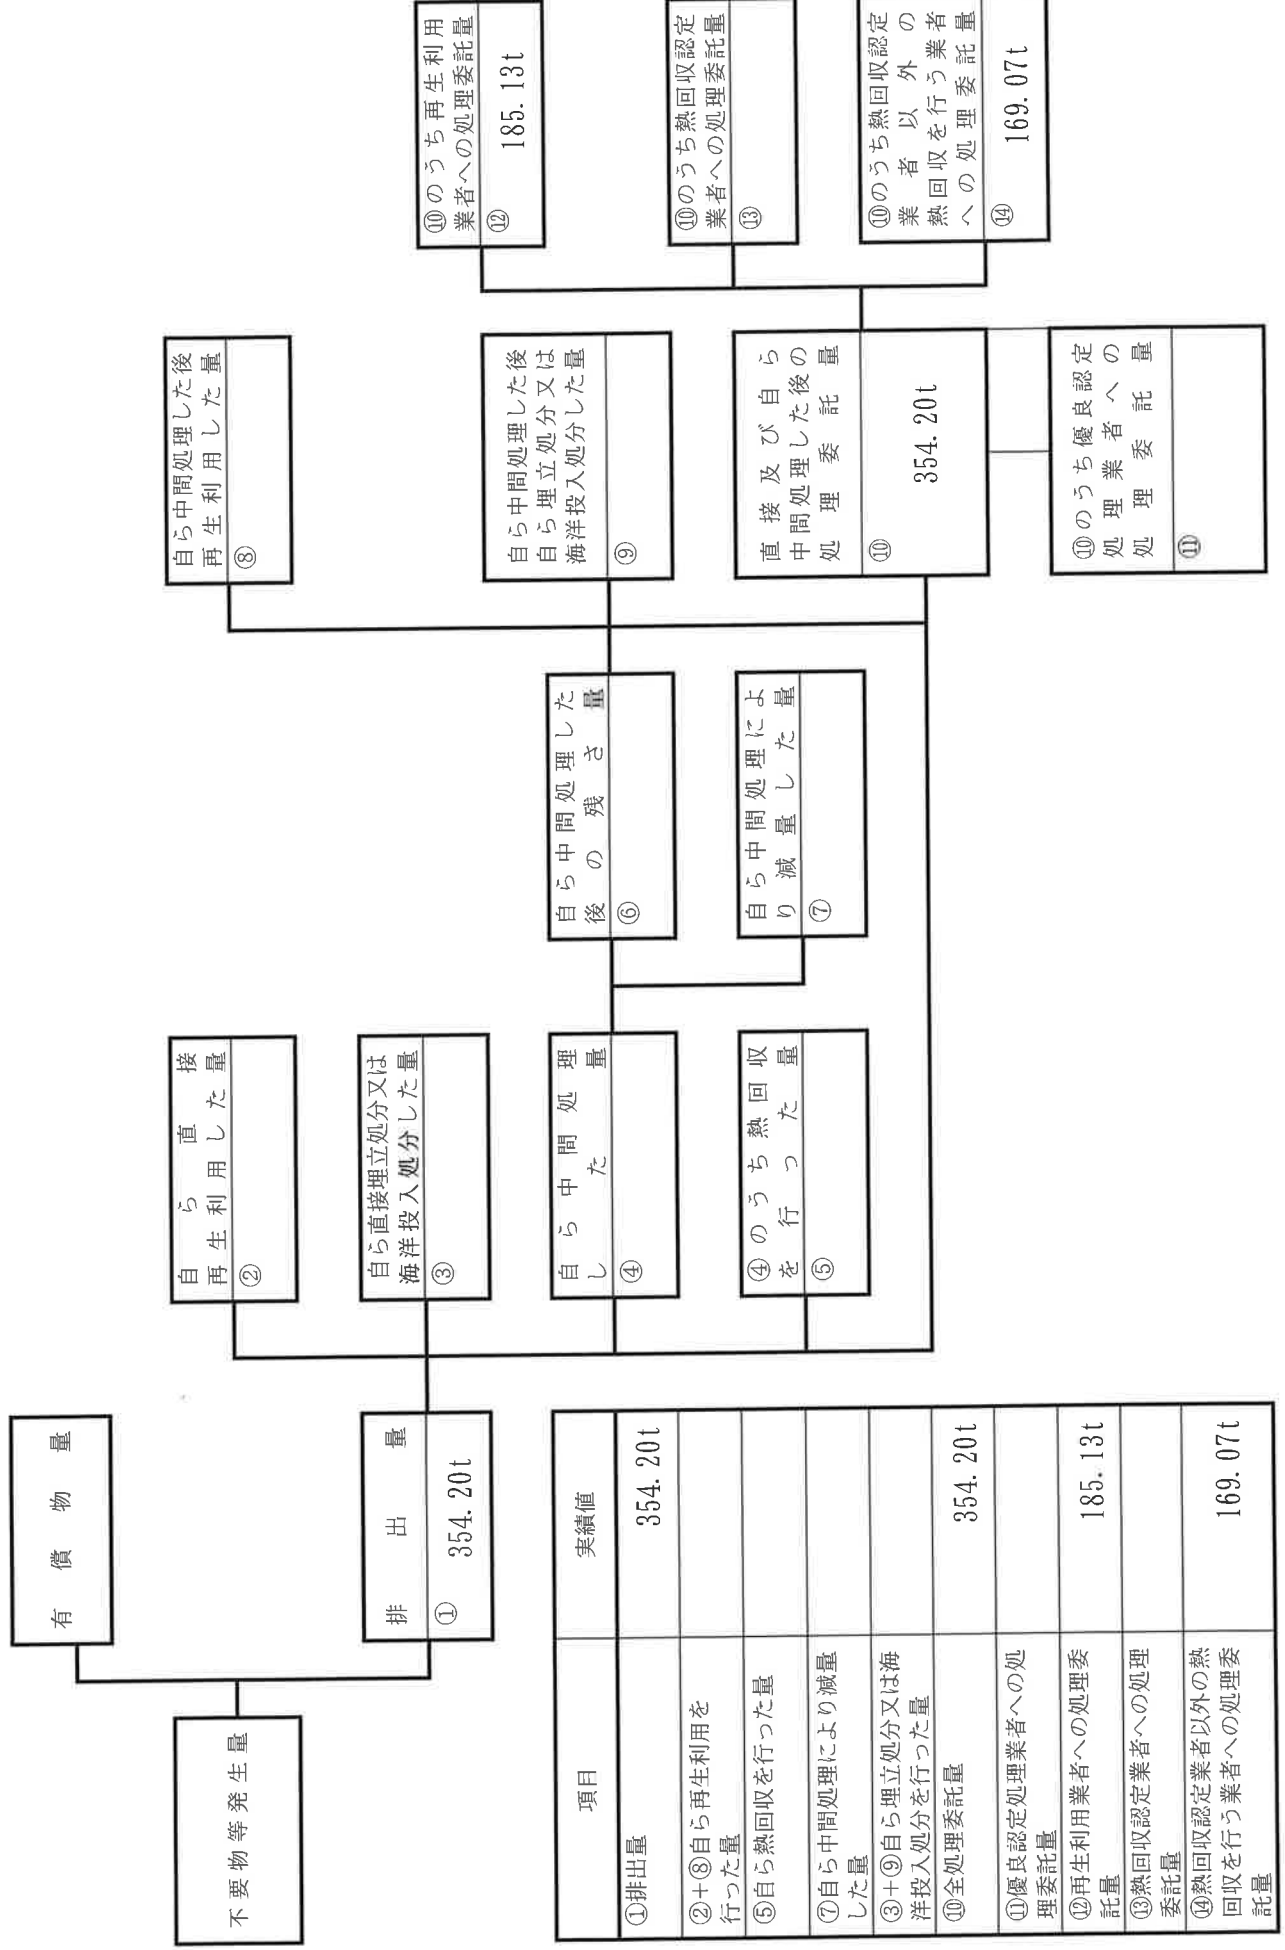 不要物等発生量
有償物量
排出量
① 354.20t
自ら直接
再生利用した量
②
自ら直接埋立処分又は
海洋投入処分した量
③
自ら中間処理
した量
④
④のうち熱回収
を行った量
⑤
自ら中間処理した
後の残さ量
⑥
自ら中間処理によ
り減量した量
⑦
自ら中間処理した後
再生利用した量
⑧
自ら中間処理した後
自ら埋立処分又は
海洋投入処分した量
⑨
直接及び自ら
中間処理した後の
処理委託量
⑩ 354.20t
⑩のうち優良認定
処理業者への
処理委託量
⑪
⑩のうち再生利用
業者への処理委託量
⑫ 185.13t
⑩のうち熱回収認定
業者への処理委託量
⑬
⑩のうち熱回収認定
業者以外の
熱回収を行う業者
への処理委託量
⑭ 169.07t
項目 実績値
①排出量 354.20t
②+⑧自ら再生利用を
行った量
⑤自ら熱回収を行った量
⑦自ら中間処理により減量
した量
③+⑨自ら埋立処分又は海
洋投入処分を行った量
⑩全処理委託量 354.20t
⑪優良認定処理業者への処
理委託量
⑫再生利用業者への処理委
託量 185.13t
⑬熱回収認定業者への処理
委託量
⑭熱回収認定業者以外の熱
回収を行う業者への処理委
託量 169.07t